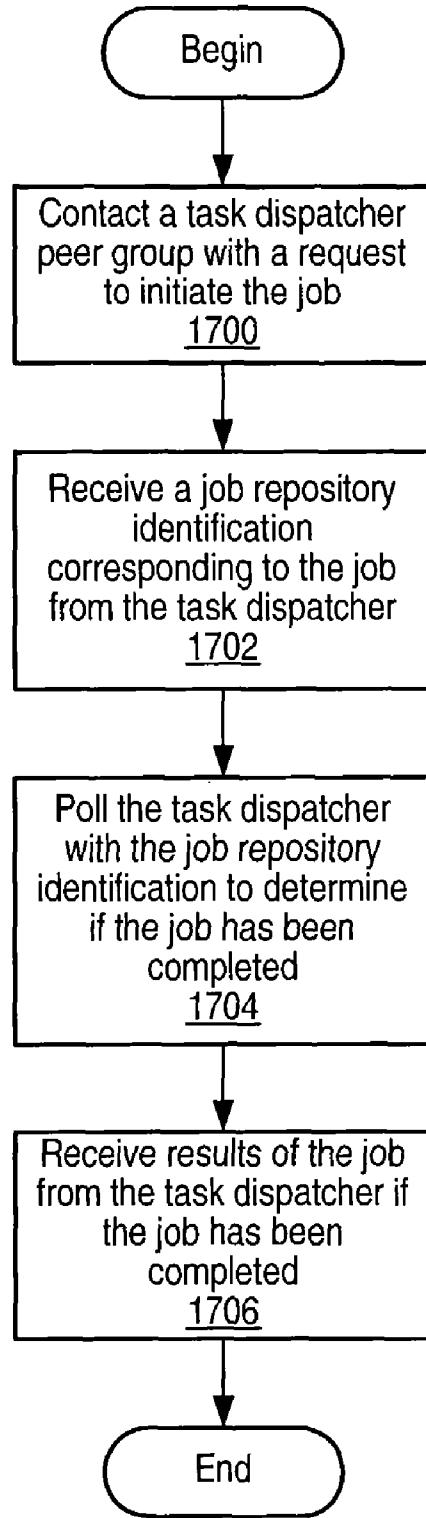 Begin
Contact a task dispatcher
peer group with a request
to initiate the job
1700
Receive a job repository
identification
corresponding to the job
from the task dispatcher
1702
Poll the task dispatcher
with the job repository
identification to determine
if the job has been
completed
1704
Receive results of the job
from the task dispatcher if
the job has been
completed
1706
End